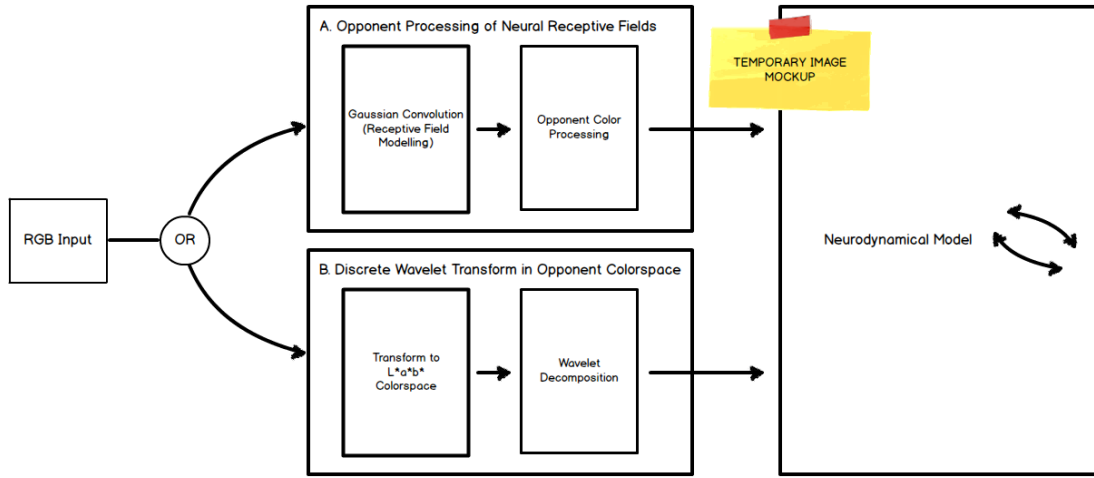 A. Opponent Processing of Neural Receptive Fields
Gaussian Convolution
(Receptive Field
Modelling)
Opponent Color
Processing
TEMPORARY IMAGE
MOCKUP
RGB Input
OR
Neurodynamical Model
B. Discrete Wavelet Transform in Opponent Colorspace
Transform to
L*a*b*
Colorspace
Wavelet
Decomposition